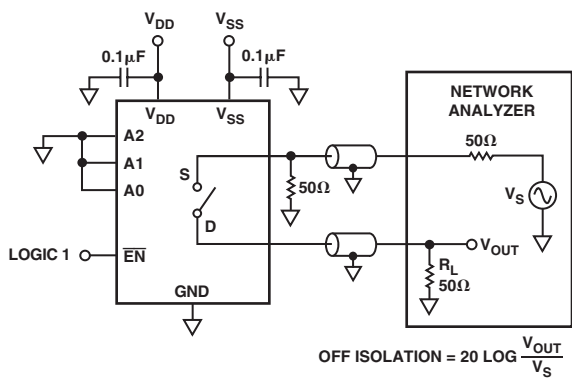 VDD
VSS
0.1µF
0.1µF
VDD
VSS
NETWORK
ANALYZER
A2
A1
A0
S
D
50Ω
50Ω
VS
LOGIC 1
EN
VOUT
RL
50Ω
GND
OFF ISOLATION = 20 LOG VOUT/VS